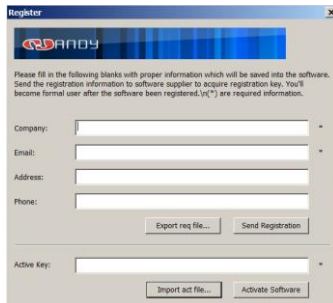 Register
ANDY
Please fill in the following blanks with proper information which will be saved into the software.
Send the registration information to software supplier to acquire registration key. You'll
become formal user after the software been registered.\n(*) are required information.
Company: *
Email: *
Address:
Phone:
Export req file... Send Registration
Active Key: *
Import act file... Activate Software